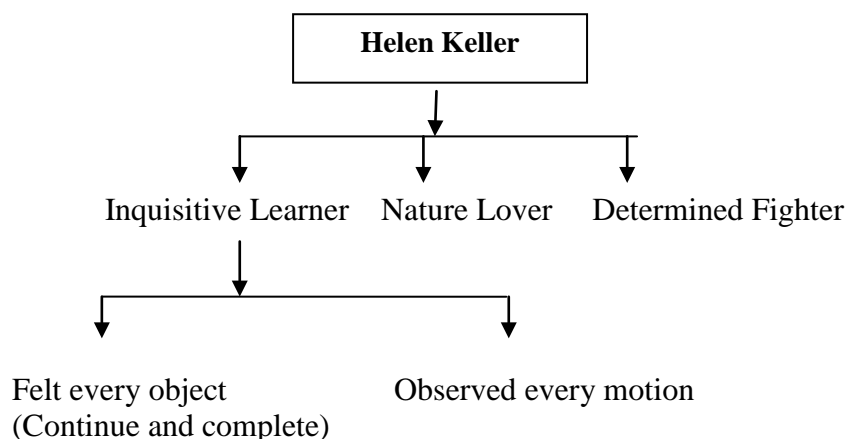 Helen Keller
Inquisitive Learner Nature Lover Determined Fighter
Felt every object Observed every motion
(Continue and complete)